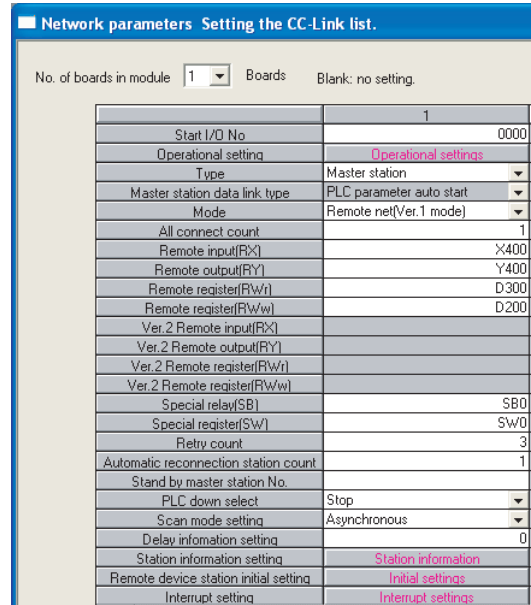 Network parameters Setting the CC-Link list.
No. of boards in module 1 Boards Blank: no setting.
1
Start I/O No 0000
Operational setting Operational settings
Type Master station
Master station data link type PLC parameter auto start
Mode Remote net(Ver.1 mode)
All connect count 1
Remote input(RX) X400
Remote output(RY) Y400
Remote register(RWr) D300
Remote register(RWw) D200
Ver.2 Remote input(RX)
Ver.2 Remote output(RY)
Ver.2 Remote register(RWr)
Ver.2 Remote register(RWw)
Special relay(SB) SB0
Special register(SW) SW0
Retry count 3
Automatic reconnection station count 1
Stand by master station No.
PLC down select Stop
Scan mode setting Asynchronous
Delay infomation setting 0
Station information setting Station information
Remote device station initial setting Initial settings
Interrupt setting Interrupt settings